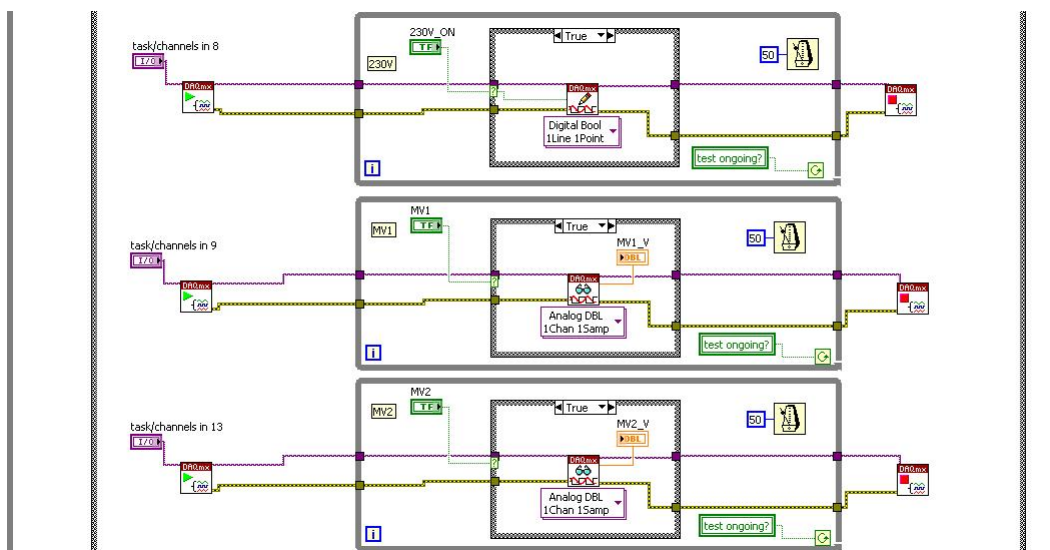 task/channels in 8
I/O
DAQmx
230V_ON
TF
230V
?
True
DAQmx
Digital Bool
1Line 1Point
50
DAQmx
test ongoing?
i
task/channels in 9
I/O
DAQmx
MV1
TF
MV1
?
True
MV1_V
DBL
DAQmx
Analog DBL
1Chan 1Samp
50
DAQmx
test ongoing?
i
task/channels in 13
I/O
DAQmx
MV2
TF
MV2
?
True
MV2_V
DBL
DAQmx
Analog DBL
1Chan 1Samp
50
DAQmx
test ongoing?
i